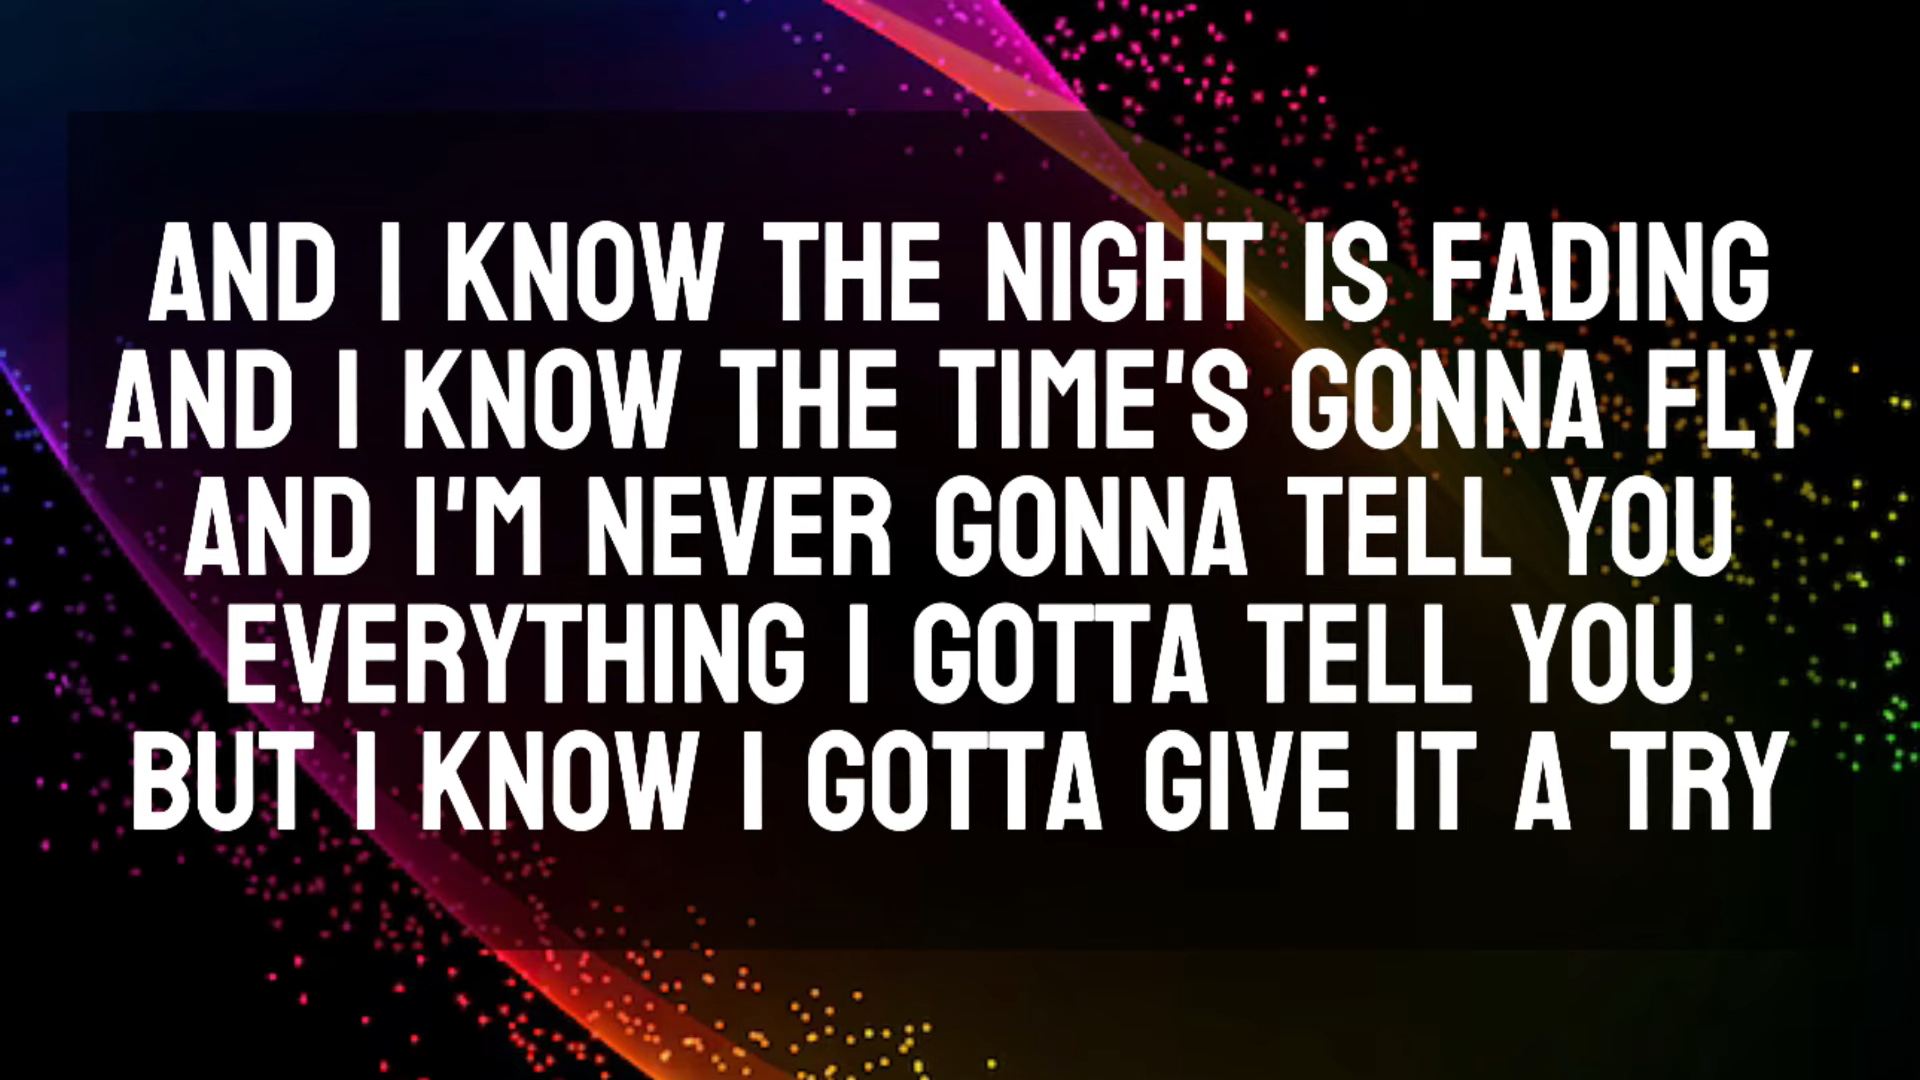 AND I KNOW THE NIGHT IS FADING
AND I KNOW THE TIME'S GONNA FLY
AND I'M NEVER GONNA TELL YOU
EVERYTHING I GOTTA TELL YOU
BUT I KNOW I GOTTA GIVE IT A TRY